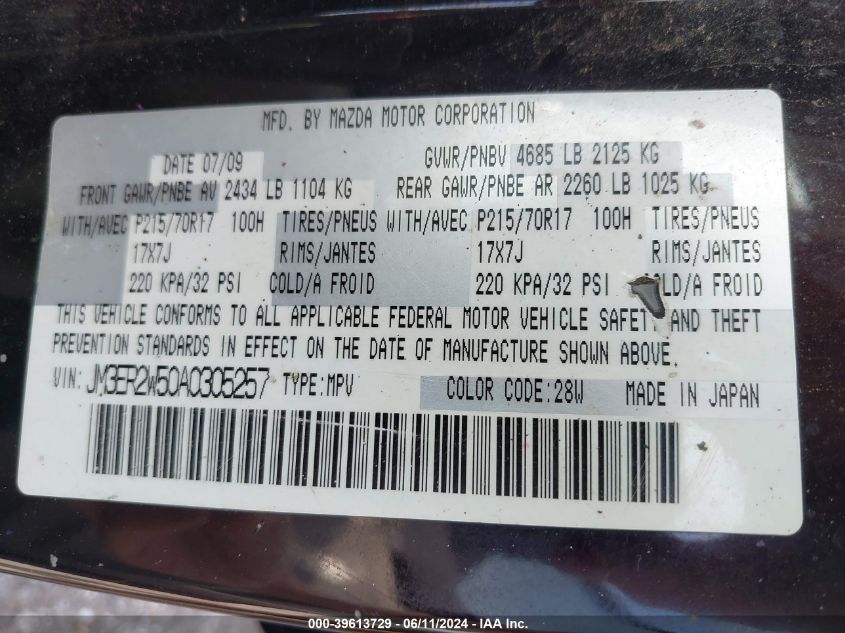 MFD. BY MAZDA MOTOR CORPORATION
DATE 07/09 GVWR/PNBV 4685 LB 2125 KG
FRONT GAWR/PNBE AV 2434 LB 1104 KG REAR GAWR/PNBE AR 2260 LB 1025 KG
WITH/AVEC P215/70R17 100H TIRES/PNEUS WITH/AVEC P215/70R17 100H TIRES/PNEUS
17X7J RIMS/JANTES 17X7J RIMS/JANTES
220 KPA/32 PSI COLD/A FROID 220 KPA/32 PSI COLD/A FROID
THIS VEHICLE CONFORMS TO ALL APPLICABLE FEDERAL MOTOR VEHICLE SAFETY AND THEFT
PREVENTION STANDARDS IN EFFECT ON THE DATE OF MANUFACTURE SHOWN ABOVE.
VIN: JM3ER2W50A0305257 TYPE:MPV COLOR CODE:28W MADE IN JAPAN
000-39613729 - 06/11/2024 - IAA Inc.